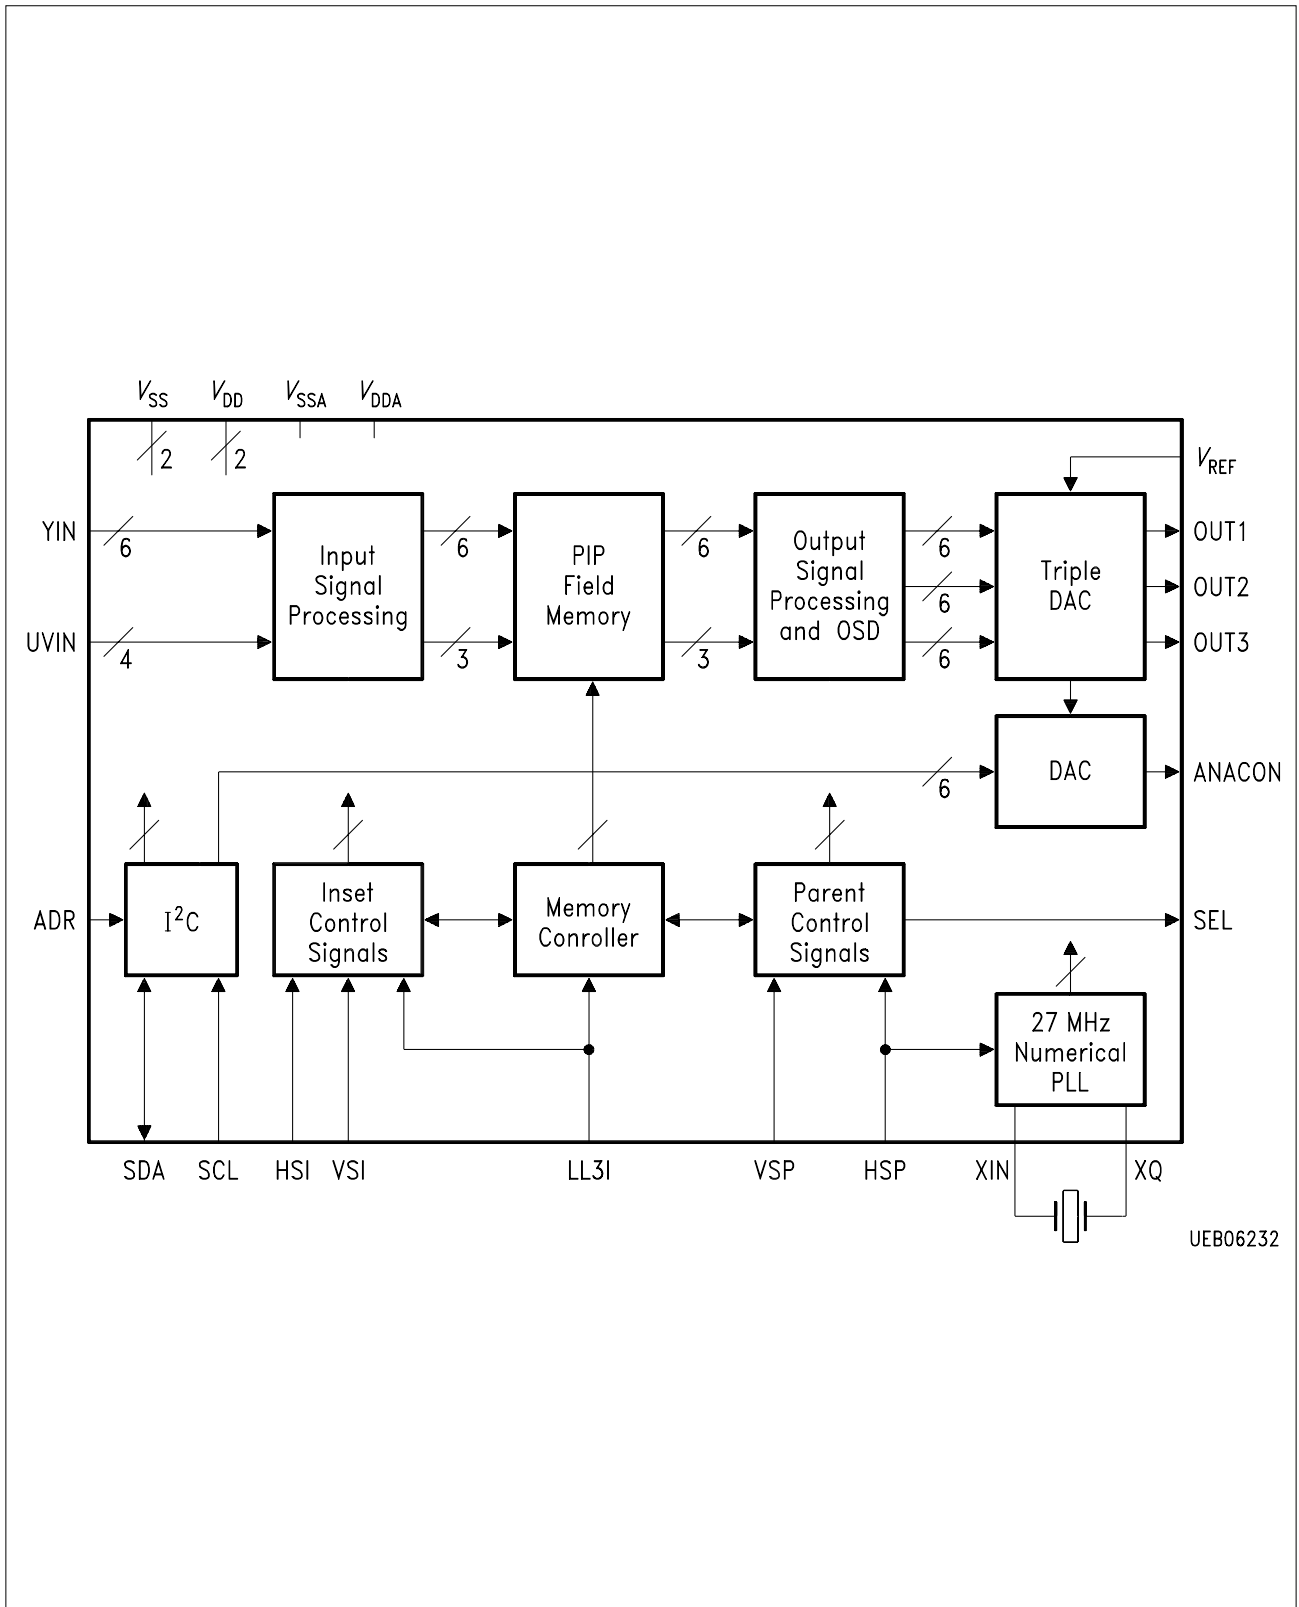 VSS VDD VSSA VDDA
2 2
VREF
YIN 6 6 6 6 OUT1
Input
Signal
Processing
PIP
Field
Memory
Output
Signal
Processing
and OSD
Triple
DAC
6 OUT2
UVIN 4 3 3 6 OUT3
6 DAC ANACON
ADR I²C
Inset
Control
Signals
Memory
Conroller
Parent
Control
Signals
SEL
27 MHz
Numerical
PLL
SDA SCL HSI VSI LL3I VSP HSP XIN XQ
UEB06232